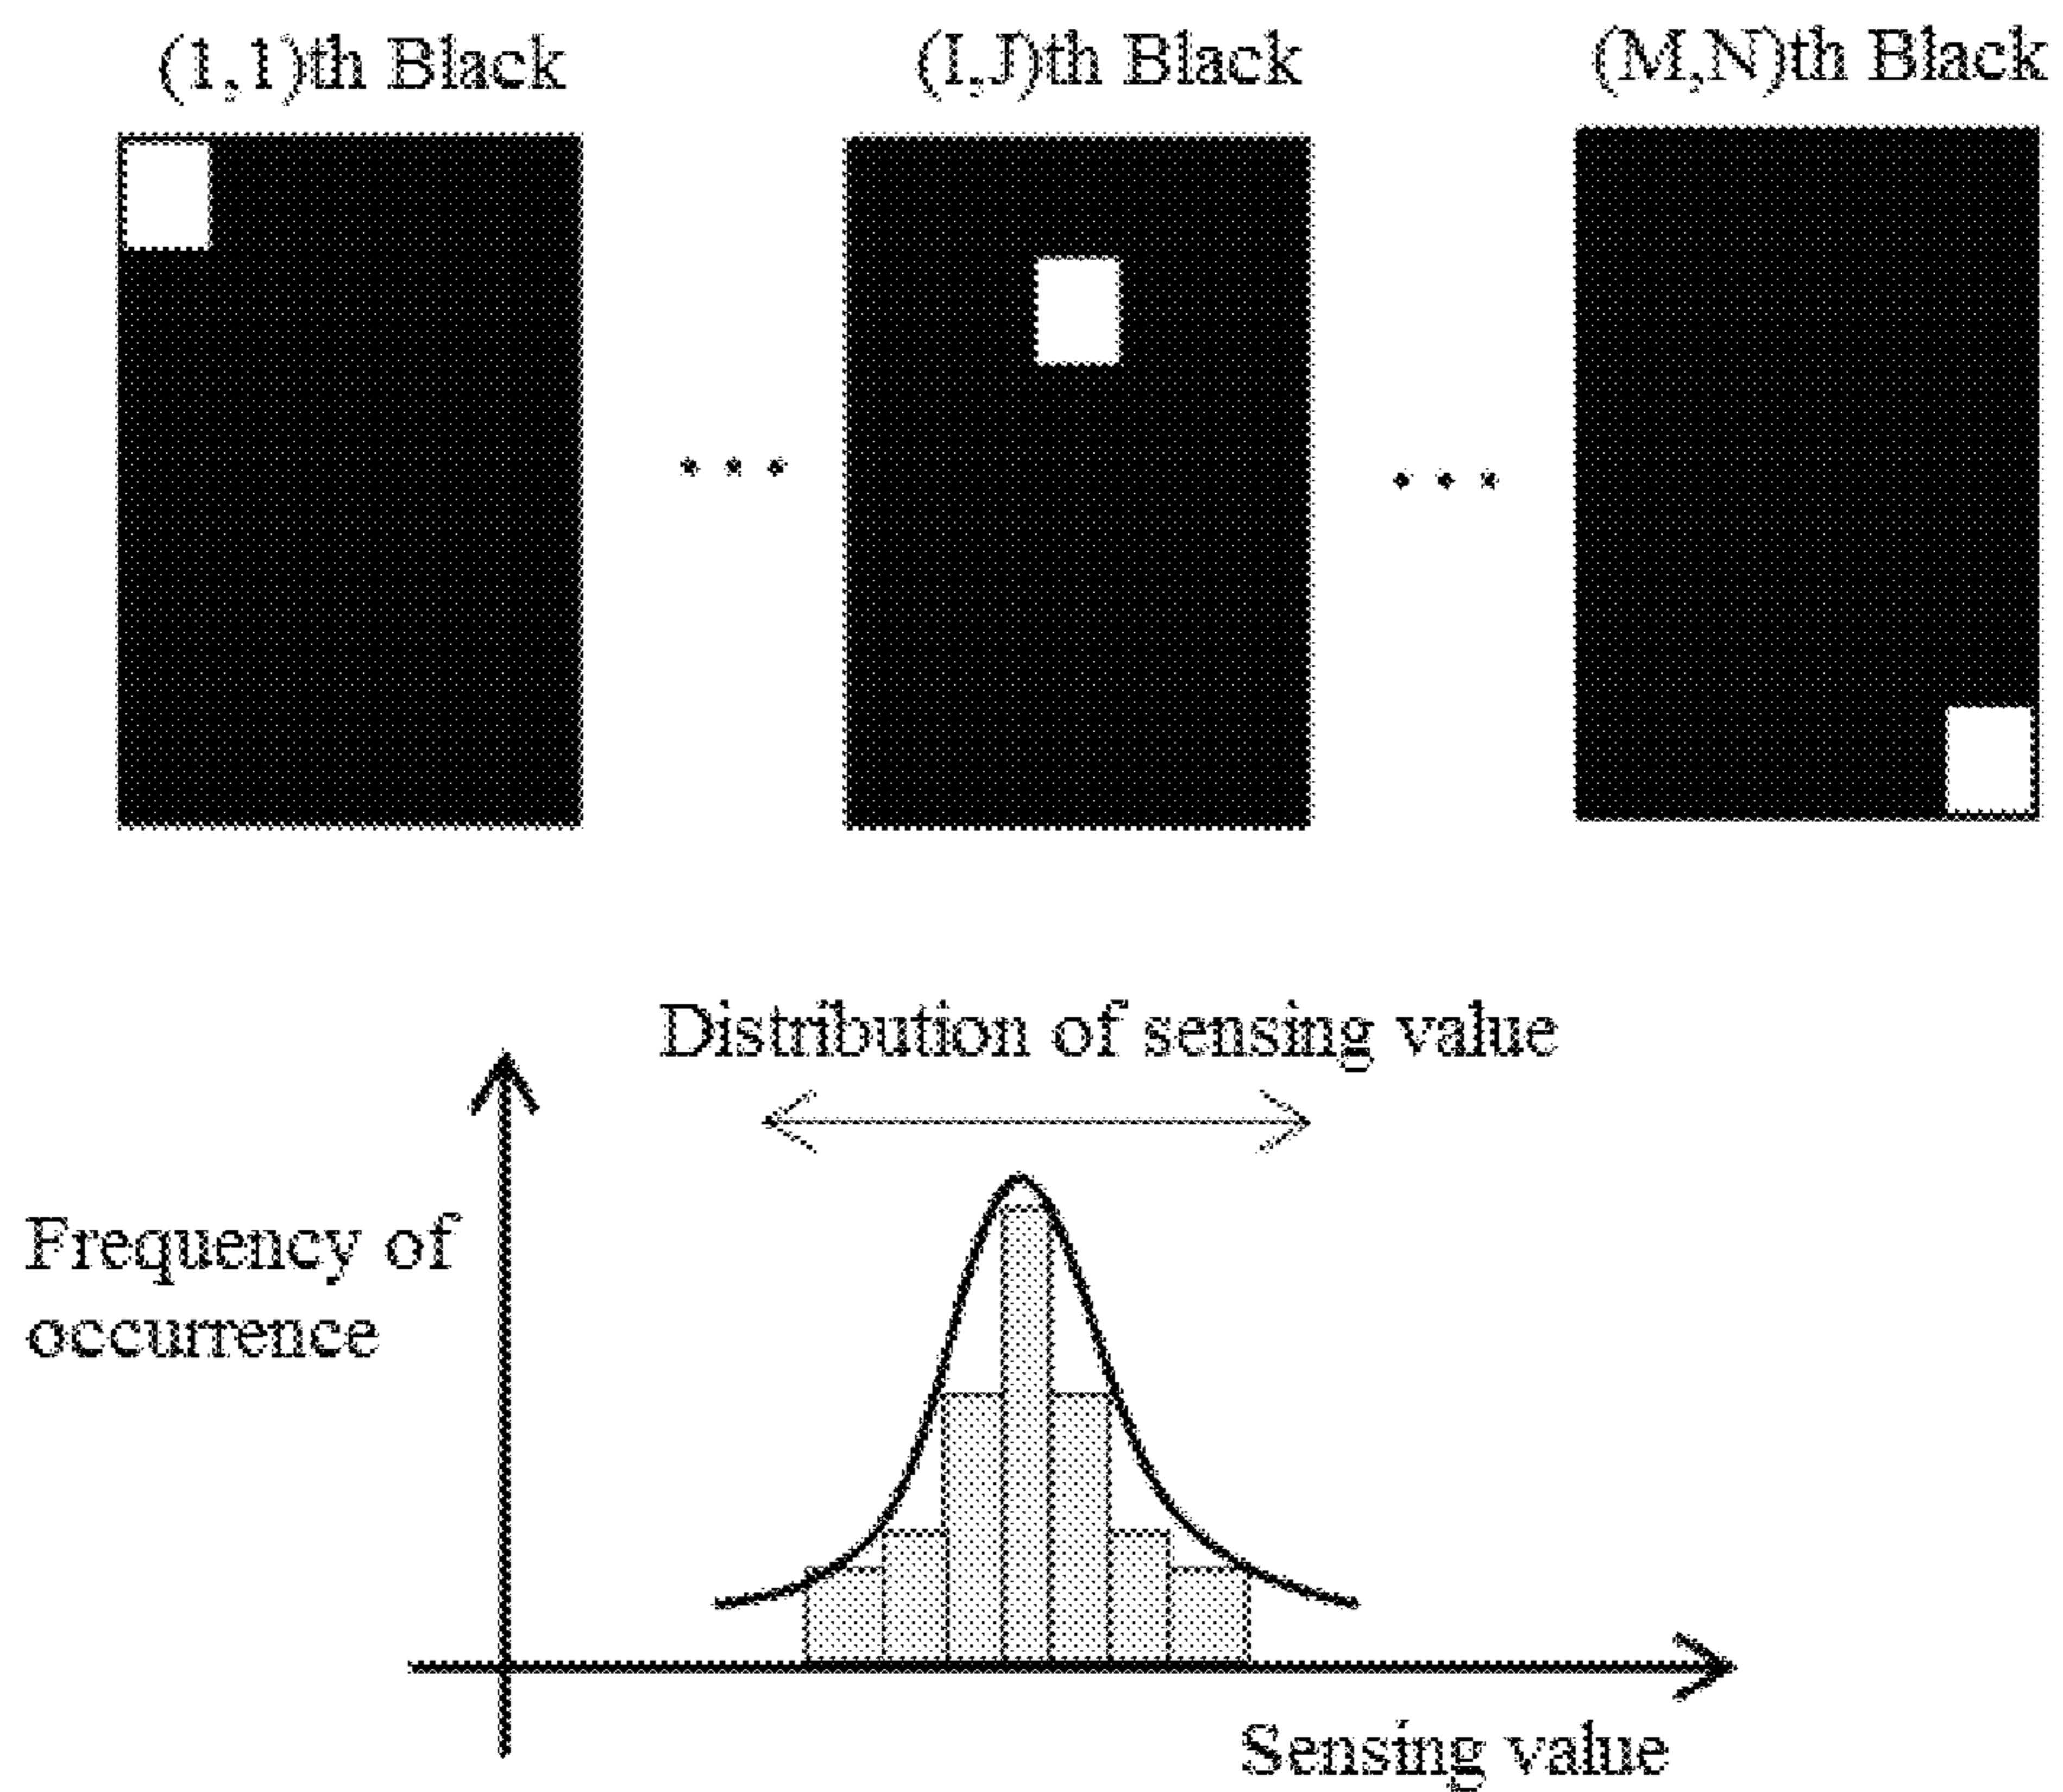 (1,1)th Black
(I,J)th Black
(M,N)th Black
Distribution of sensing value
Frequency of
occurrence
Sensing value